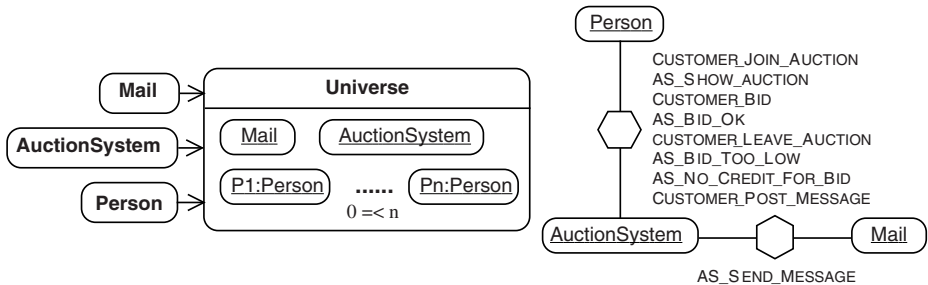 Mail
AuctionSystem
Person
Universe
Mail
AuctionSystem
P1:Person
......
Pn:Person
0 =< n
Person
CUSTOMER_JOIN_AUCTION
AS_SHOW_AUCTION
CUSTOMER_BID
AS_BID_OK
CUSTOMER_LEAVE_AUCTION
AS_BID_TOO_LOW
AS_NO_CREDIT_FOR_BID
CUSTOMER_POST_MESSAGE
AuctionSystem
Mail
AS_SEND_MESSAGE